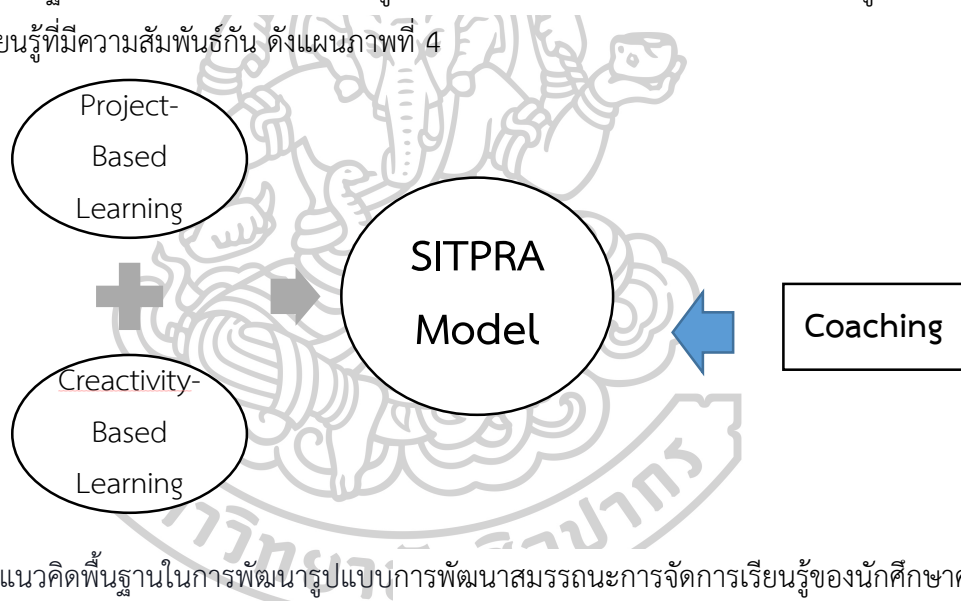 ยนรู้ที่มีความสัมพันธ์กัน ดังแผนภาพที่ 4
Project-
Based
Learning
SITPRA
Model
Coaching
Creactivity-
Based
Learning
แนวคิดพื้นฐานในการพัฒนารูปแบบการพัฒนาสมรรถนะการจัดการเรียนรู้ของนักศึกษาค